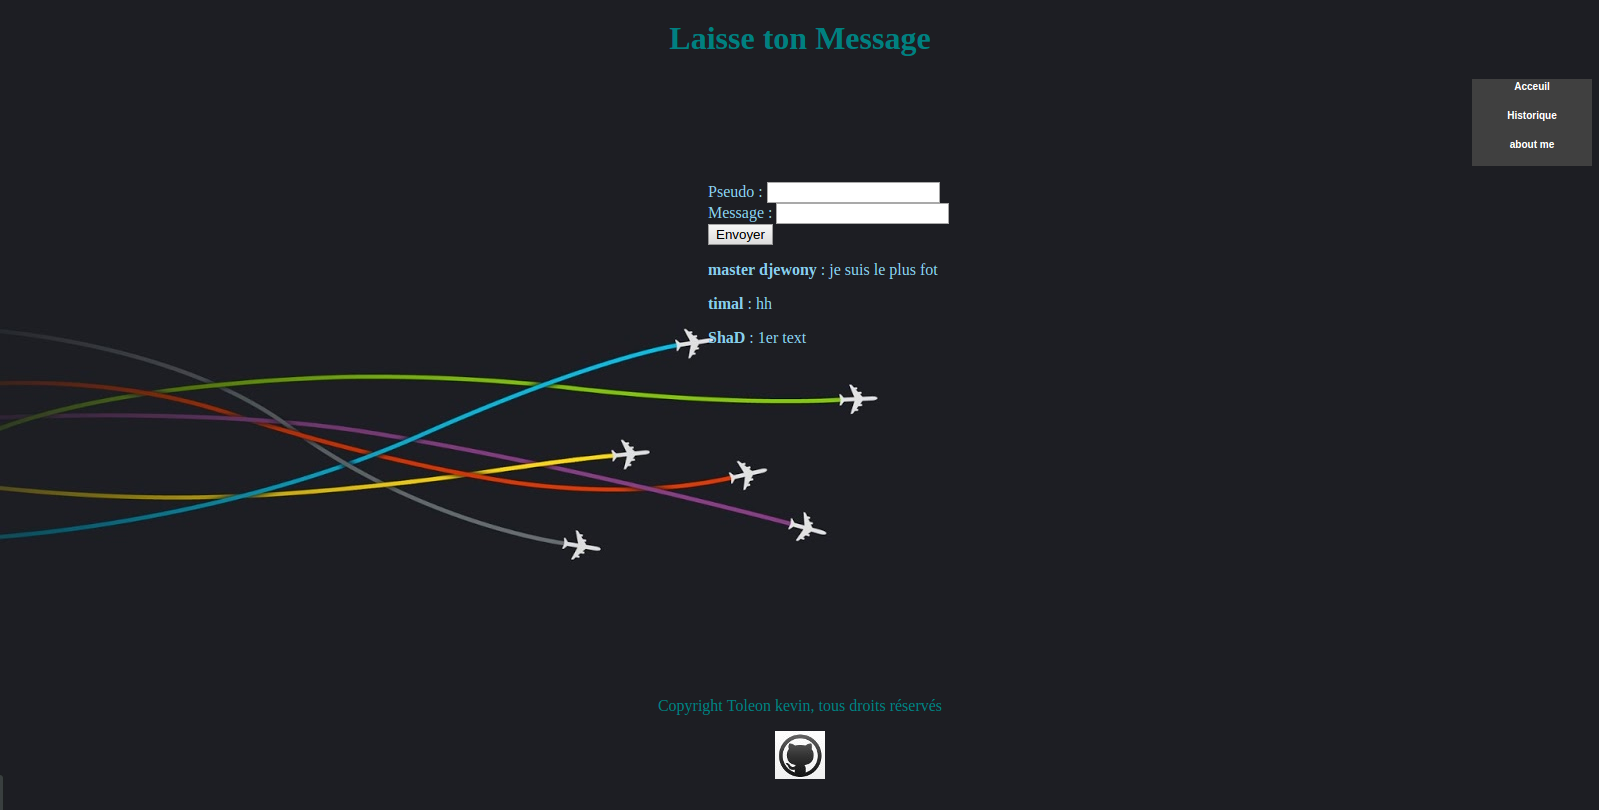 Laisse ton Message
Acceuil
Historique
about me
Pseudo :
Message :
Envoyer
master djewony : je suis le plus fot
timal : hh
ShaD : 1er text
Copyright Toleon kevin, tous droits réservés